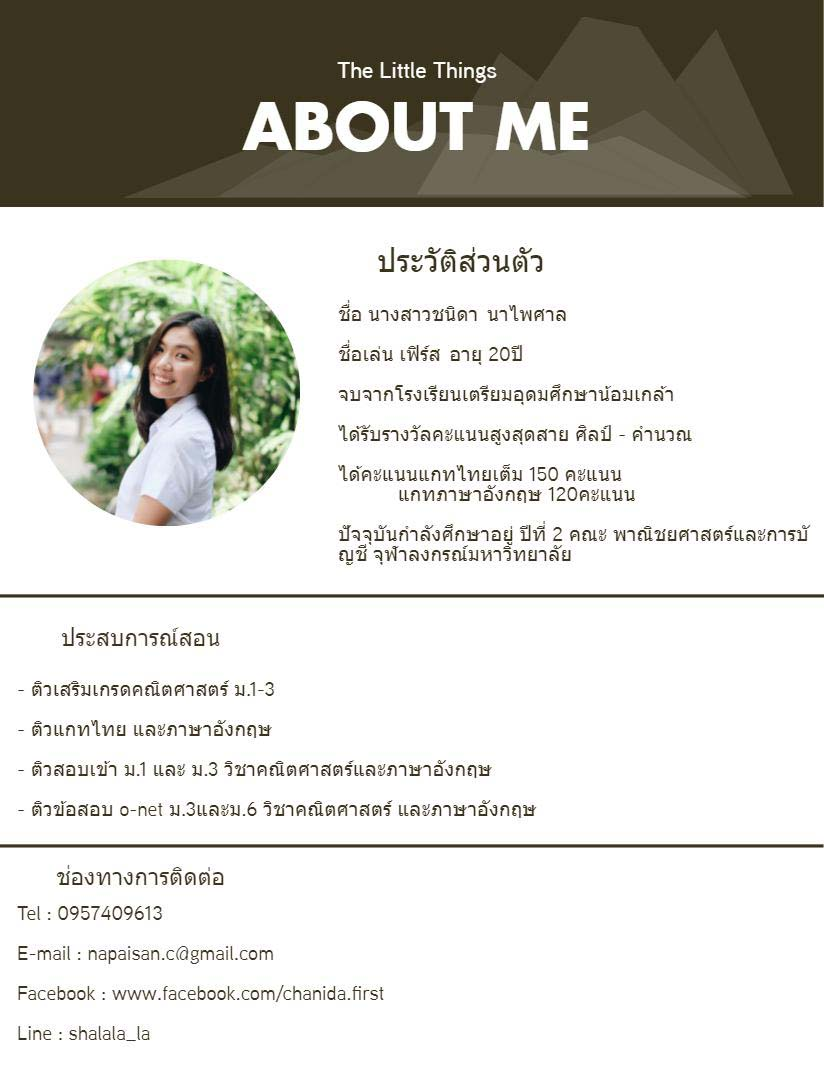 The Little Things
ABOUT ME
ประวัติส่วนตัว
ชื่อ นางสาวชนิดา นาไพศาล
ชื่อเล่น เฟิร์ส อายุ 20ปี
จบจากโรงเรียนเตรียมอุดมศึกษาน้อมเกล้า
ได้รับรางวัลคะแนนสูงสุดสาย ศิลป์ - คำนวณ
ได้คะแนนแกทไทยเต็ม 150 คะแนน
แกทภาษาอังกฤษ 120คะแนน
ปัจจุบันกำลังศึกษาอยู่ ปีที่ 2 คณะ พาณิชยศาสตร์และการบั
ญชี จุฬาลงกรณ์มหาวิทยาลัย
ประสบการณ์สอน
- ติวเสริมเกรดคณิตศาสตร์ ม.1-3
- ติวแกทไทย และภาษาอังกฤษ
- ติวสอบเข้า ม.1 และ ม.3 วิชาคณิตศาสตร์และภาษาอังกฤษ
- ติวข้อสอบ o-net ม.3และม.6 วิชาคณิตศาสตร์ และภาษาอังกฤษ
ช่องทางการติดต่อ
Tel : 0957409613
E-mail : napaisan.c@gmail.com
Facebook : www.facebook.com/chanida.first
Line : shalala_la